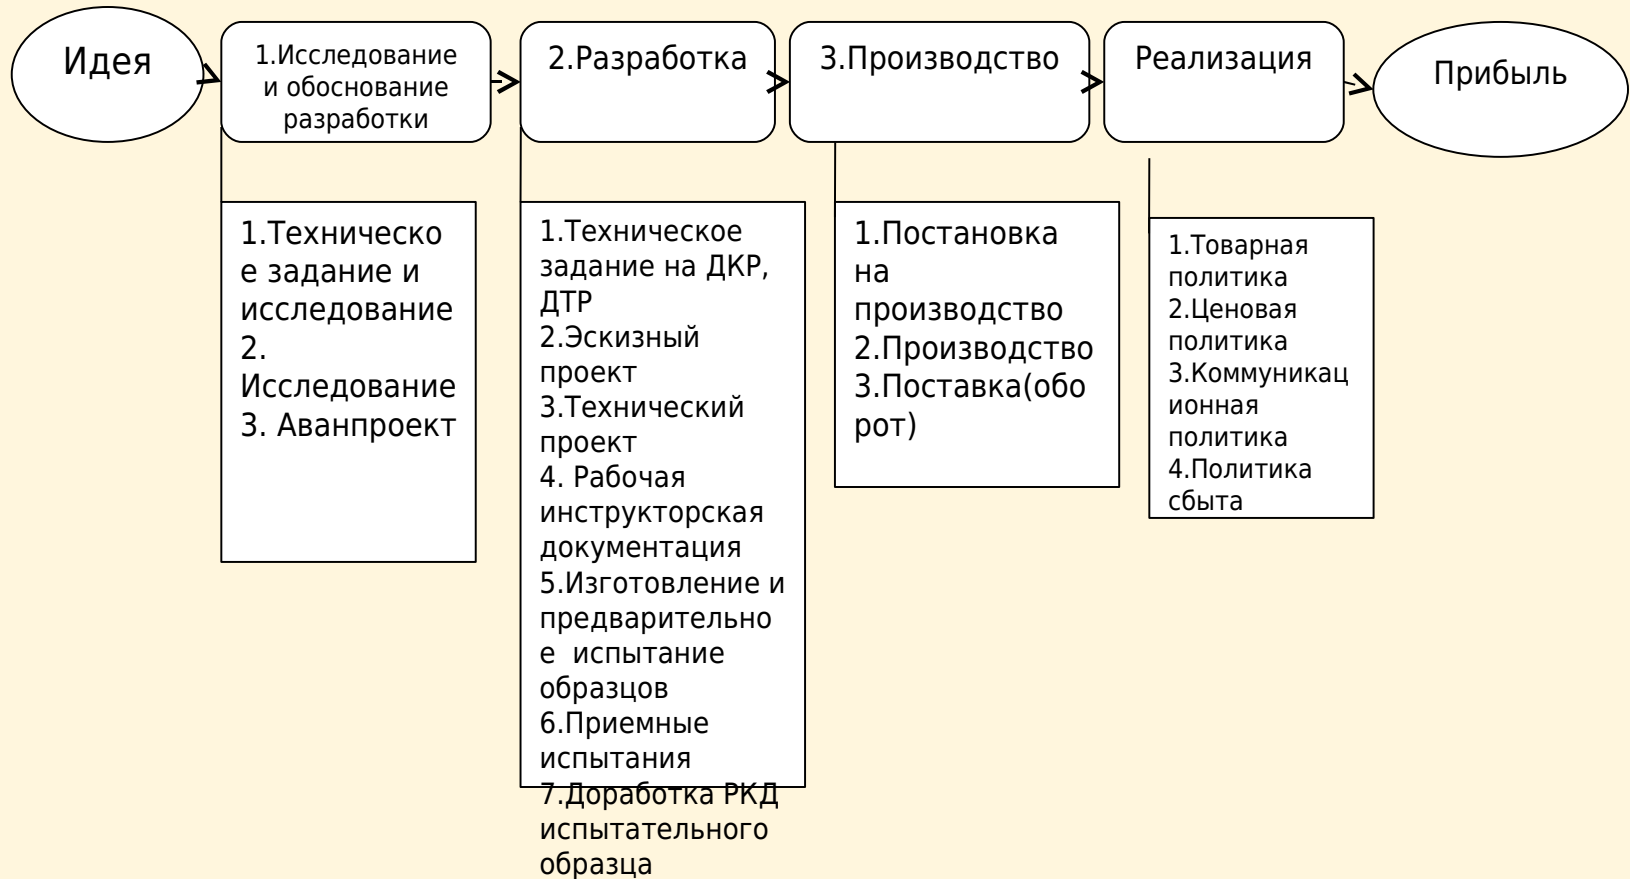 Идея
1.Исследование
и обоснование
разработки
2.Разработка
3.Производство
Реализация
Прибыль
1.Техническо
е задание и
исследование
2.
Исследование
3. Аванпроект
1.Техническое
задание на ДКР,
ДТР
2.Эскизный
проект
3.Технический
проект
4. Рабочая
инструкторская
документация
5.Изготовление и
предварительно
е  испытание
образцов
6.Приемные
испытания
7.Доработка РКД
испытательного
образца
1.Постановка
на
производство
2.Производство
3.Поставка(обо
рот)
1.Товарная
политика
2.Ценовая
политика
3.Коммуникац
ионная
политика
4.Политика
сбыта